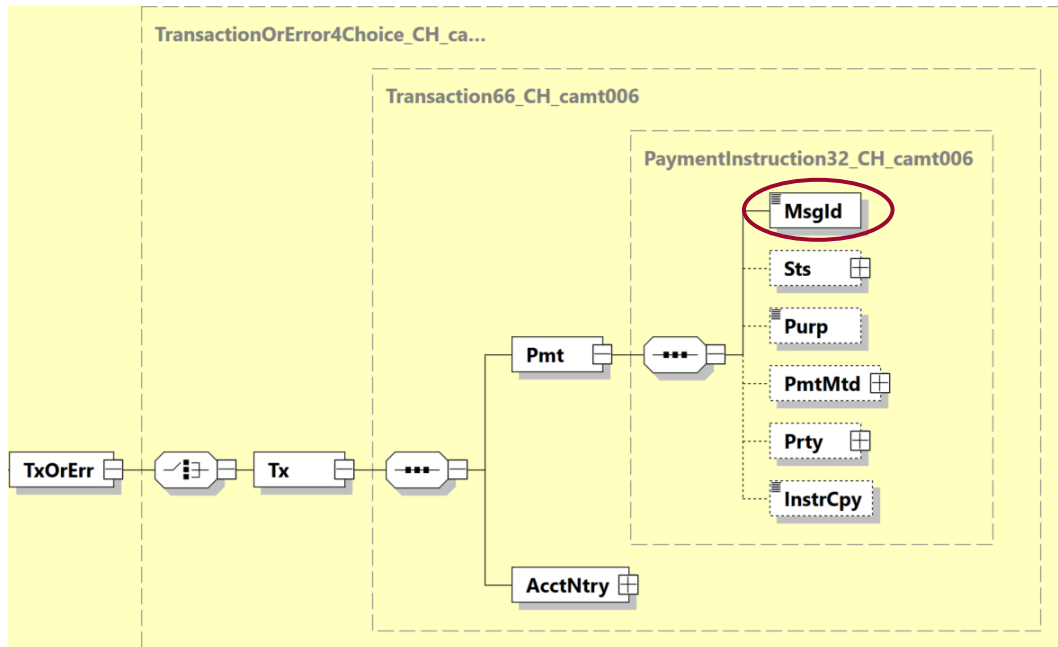 TransactionOrError4Choice_CH_ca...
Transaction66_CH_camt006
PaymentInstruction32_CH_camt006
MsgId
Sts
Purp
Pmt
PmtMtd
Prty
TxOrErr
Tx
InstrCpy
AcctNtry